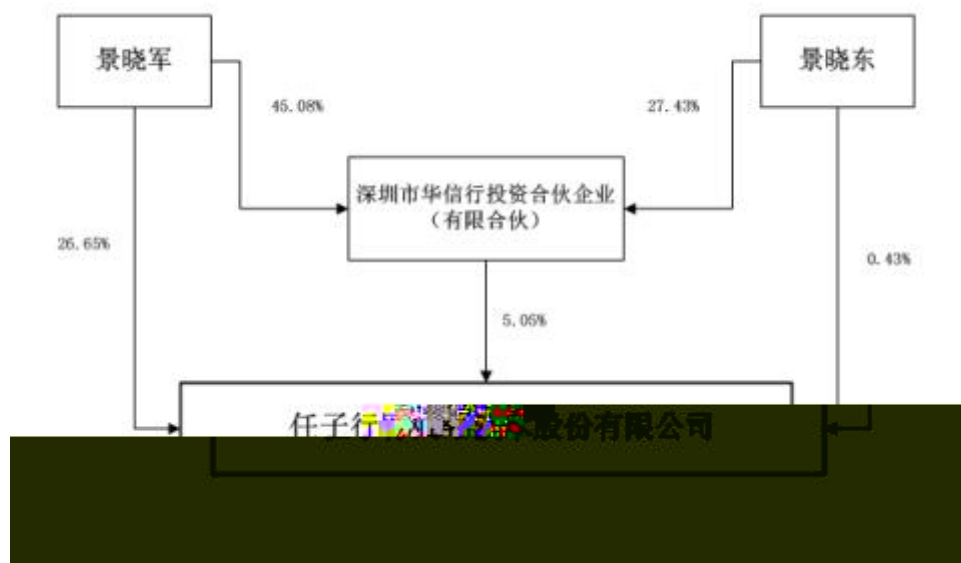 景晓军
景晓东
45.08%
27.43%
深圳市华信行投资合伙企业
（有限合伙）
26.65%
0.43%
5.05%
任子行
股份有限公司